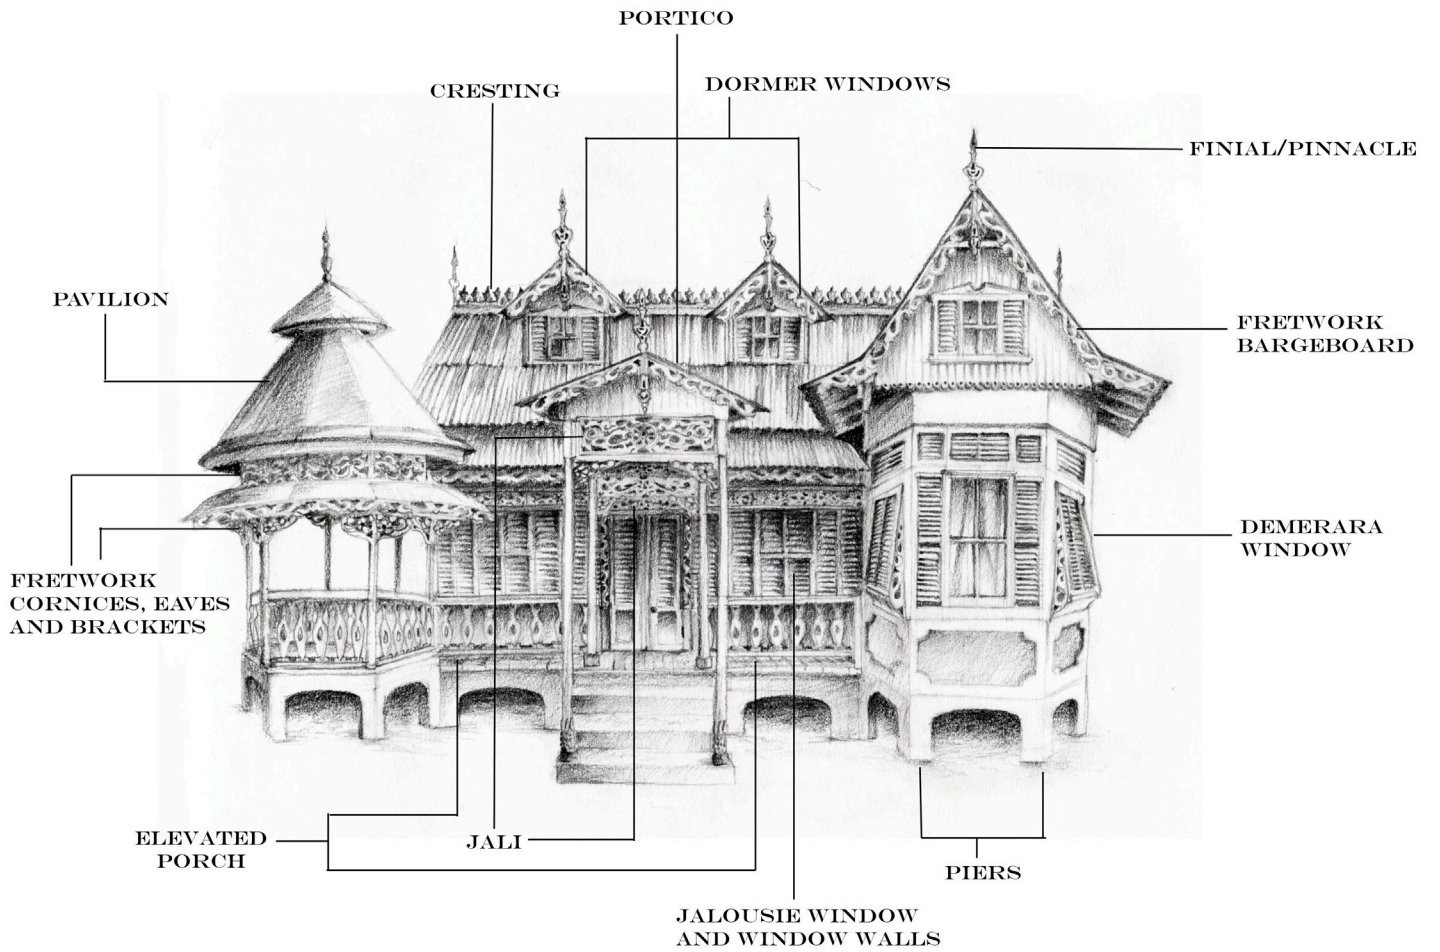 PORTICO
CRESTING
DORMER WINDOWS
FINIAL/PINNACLE
PAVILION
FRETWORK
BARGEBOARD
DEMERARA
WINDOW
FRETWORK
CORNICES, EAVES
AND BRACKETS
ELEVATED
PORCH
JALI
PIERS
JALOUSIE WINDOW
AND WINDOW WALLS